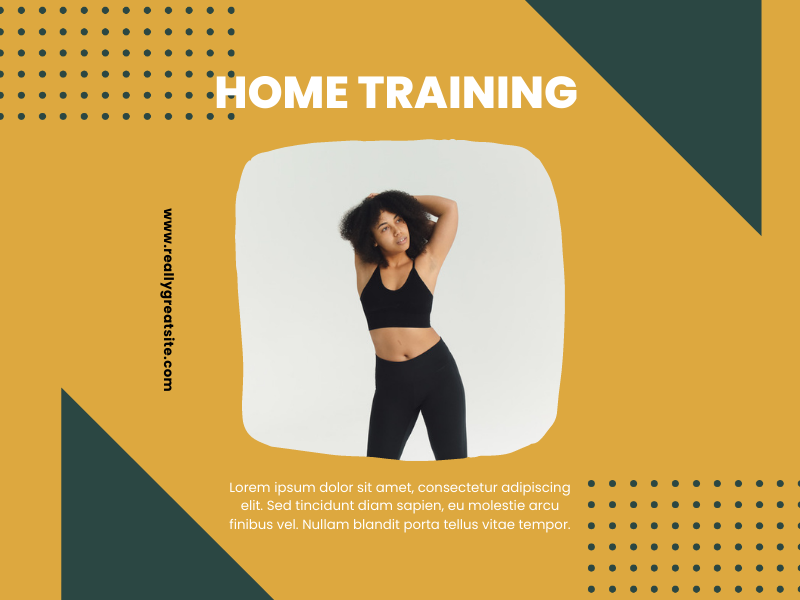 HOME TRAINING
www.reallygreatsite.com
Lorem ipsum dolor sit amet, consectetur adipiscing
elit. Sed tincidunt diam sapien, eu molestie arcu
finibus vel. Nullam blandit porta tellus vitae tempor.